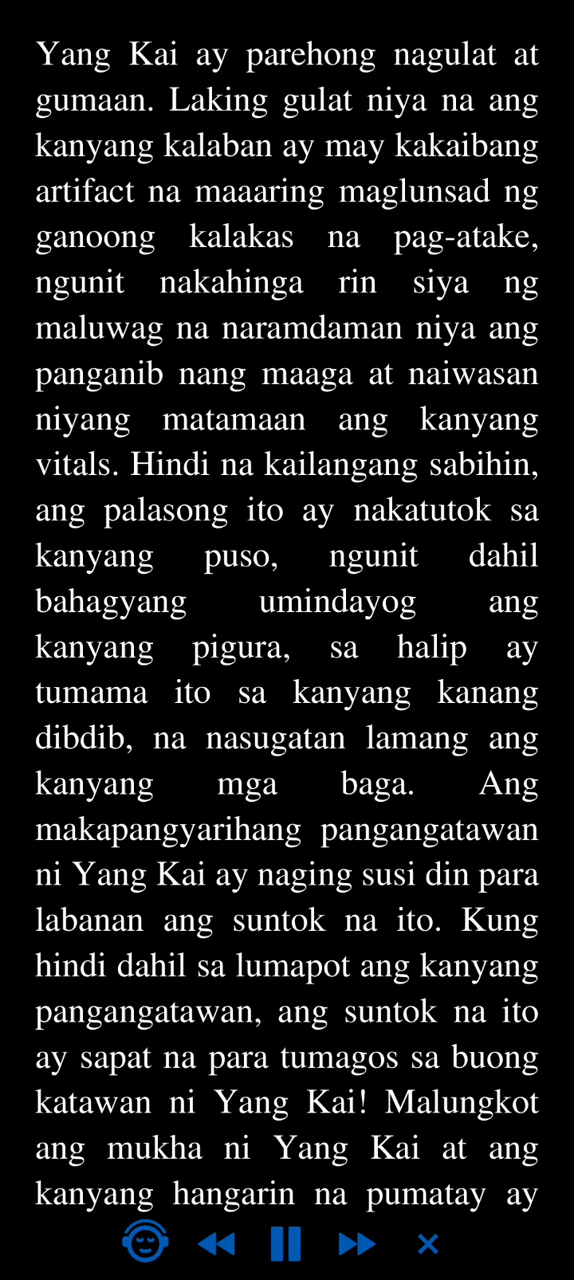 Yang Kai ay parehong nagulat at
gumaan. Laking gulat niya na ang
kanyang kalaban ay may kakaibang
artifact na maaaring maglunsad ng
ganoong kalakas na pag-atake,
ngunit nakahinga rin siya ng
maluwag na naramdaman niya ang
panganib nang maaga at naiwasan
niyang matamaan ang kanyang
vitals. Hindi na kailangang sabihin,
ang palasong ito ay nakatutok sa
kanyang puso, ngunit dahil
bahagyang umindayog ang
kanyang pigura, sa halip ay
tumama ito sa kanyang kanang
dibdib, na nasugatan lamang ang
kanyang mga baga. Ang
makapangyarihang pangangatawan
ni Yang Kai ay naging susi din para
labanan ang suntok na ito. Kung
hindi dahil sa lumapot ang kanyang
pangangatawan, ang suntok na ito
ay sapat na para tumagos sa buong
katawan ni Yang Kai! Malungkot
ang mukha ni Yang Kai at ang
kanyang hangarin na pumatay ay